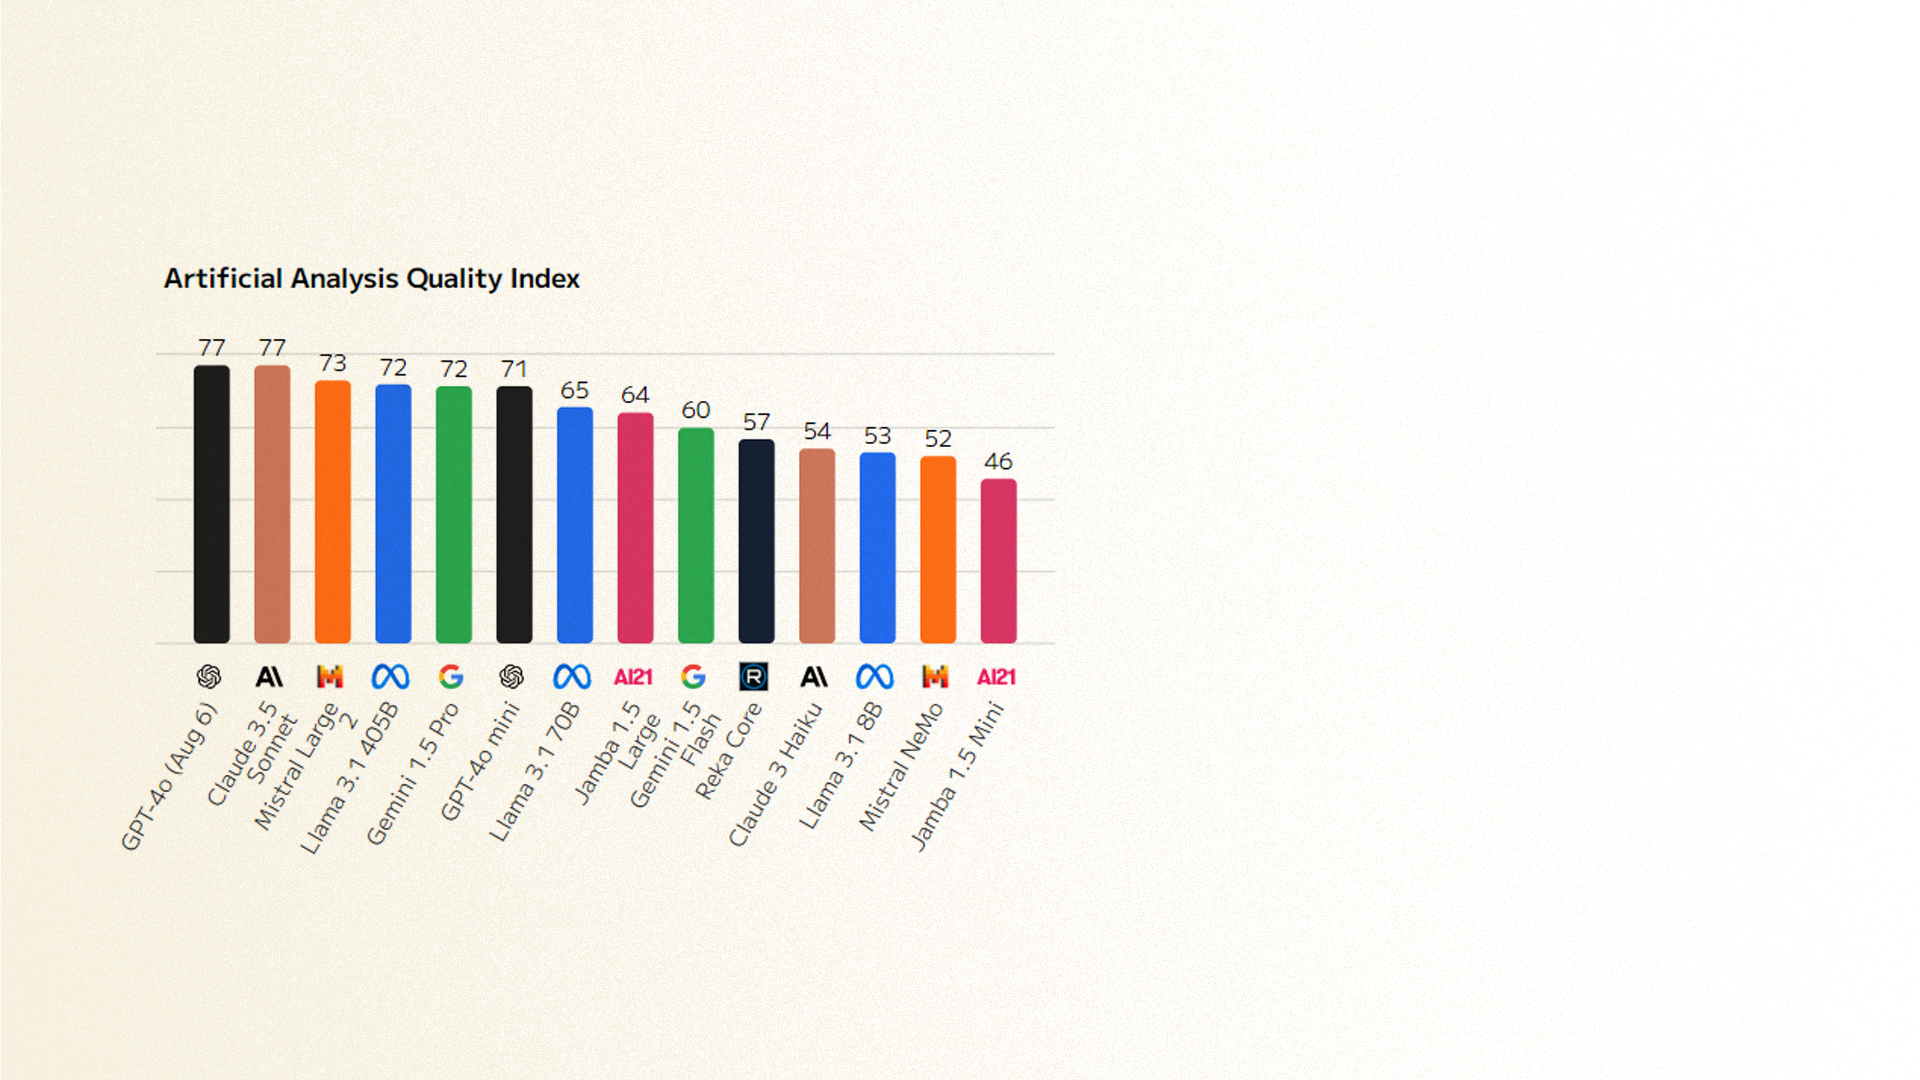 Artificial Analysis Quality Index
77
77
73
72
72
71
65
64
60
57
54
53
52
46
AI21
R
AI21
GPT-4o (Aug 6)
Claude 3.5
Sonnet
Mistral Large
2
Llama 3.1 405B
Gemini 1.5 Pro
GPT-4o mini
Llama 3.1 70B
Jamba 1.5
Large
Gemini 1.5
Flash
Reka Core
Claude 3 Haiku
Llama 3.1 8B
Mistral NeMo
Jamba 1.5 Mini